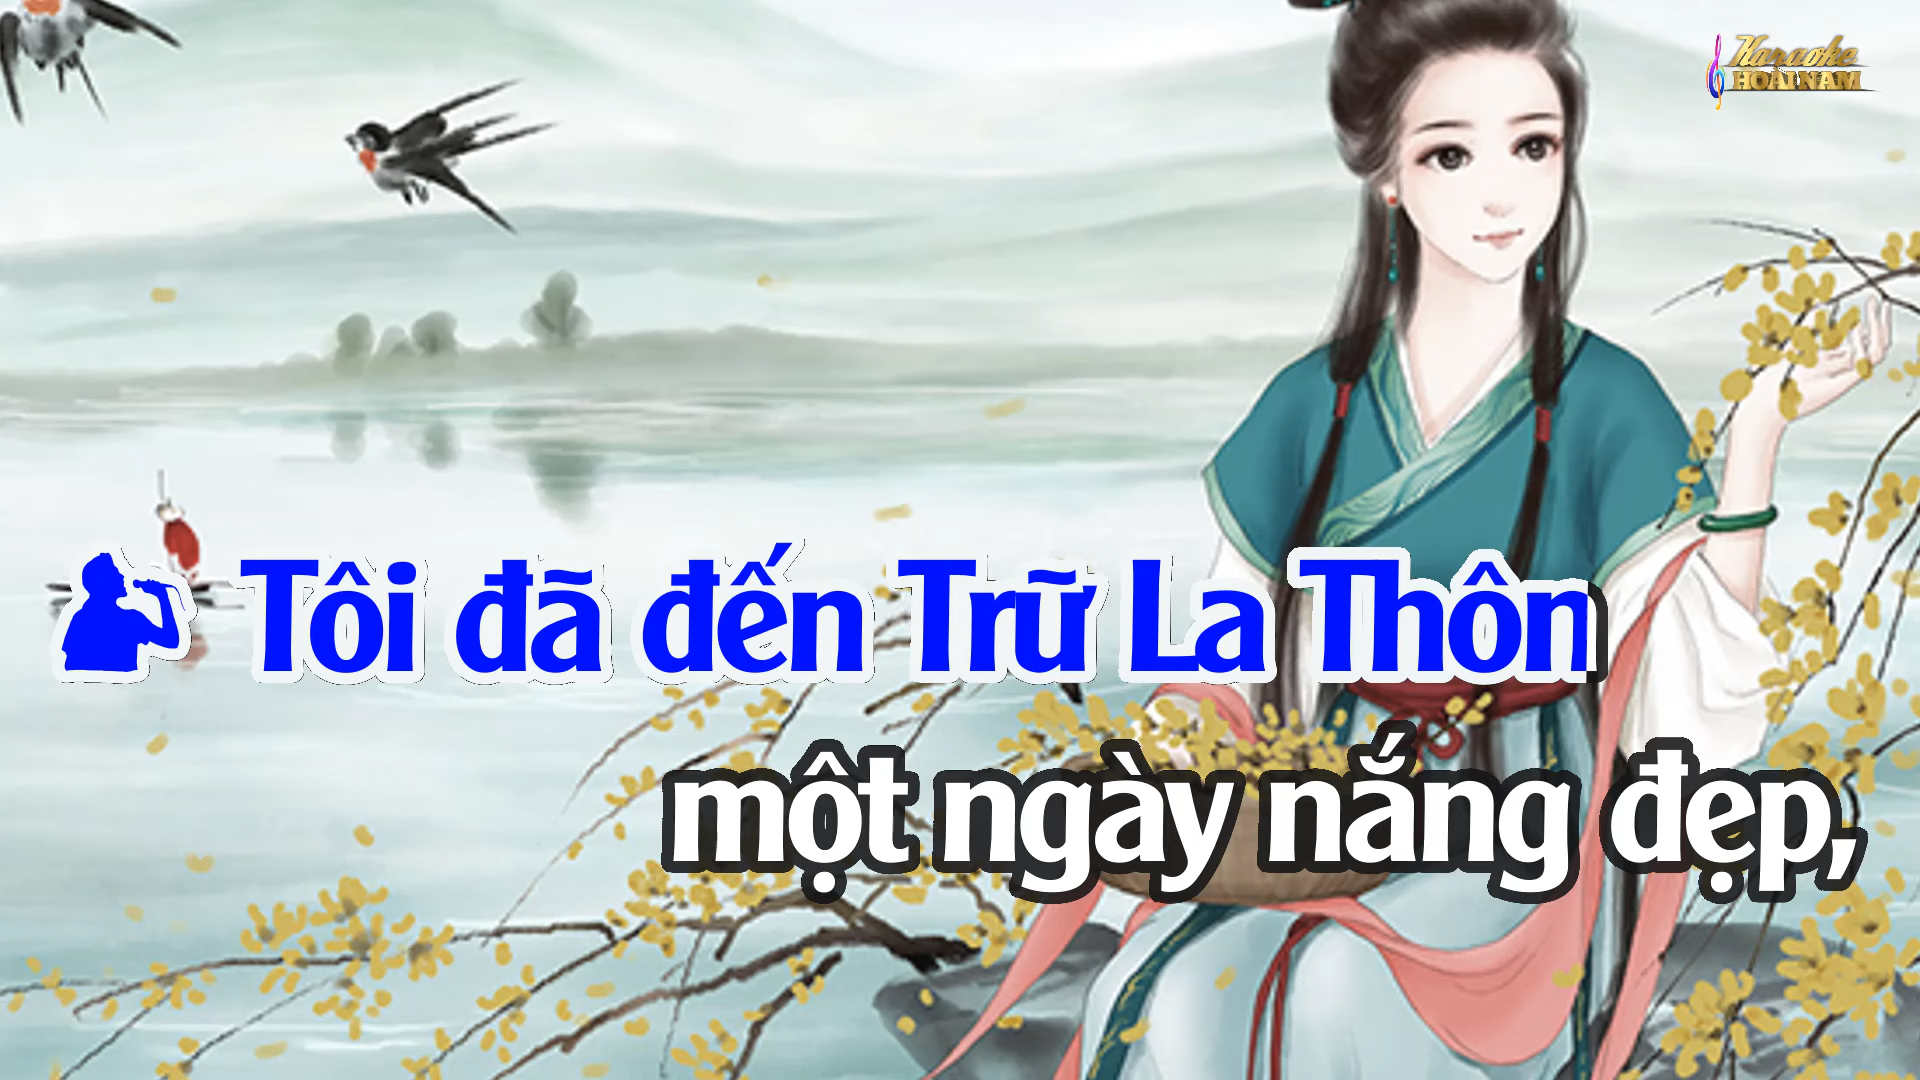 Karaoke
HOÀI NAM
Tôi đã đến Trữ La Thôn
một ngày nắng đẹp,